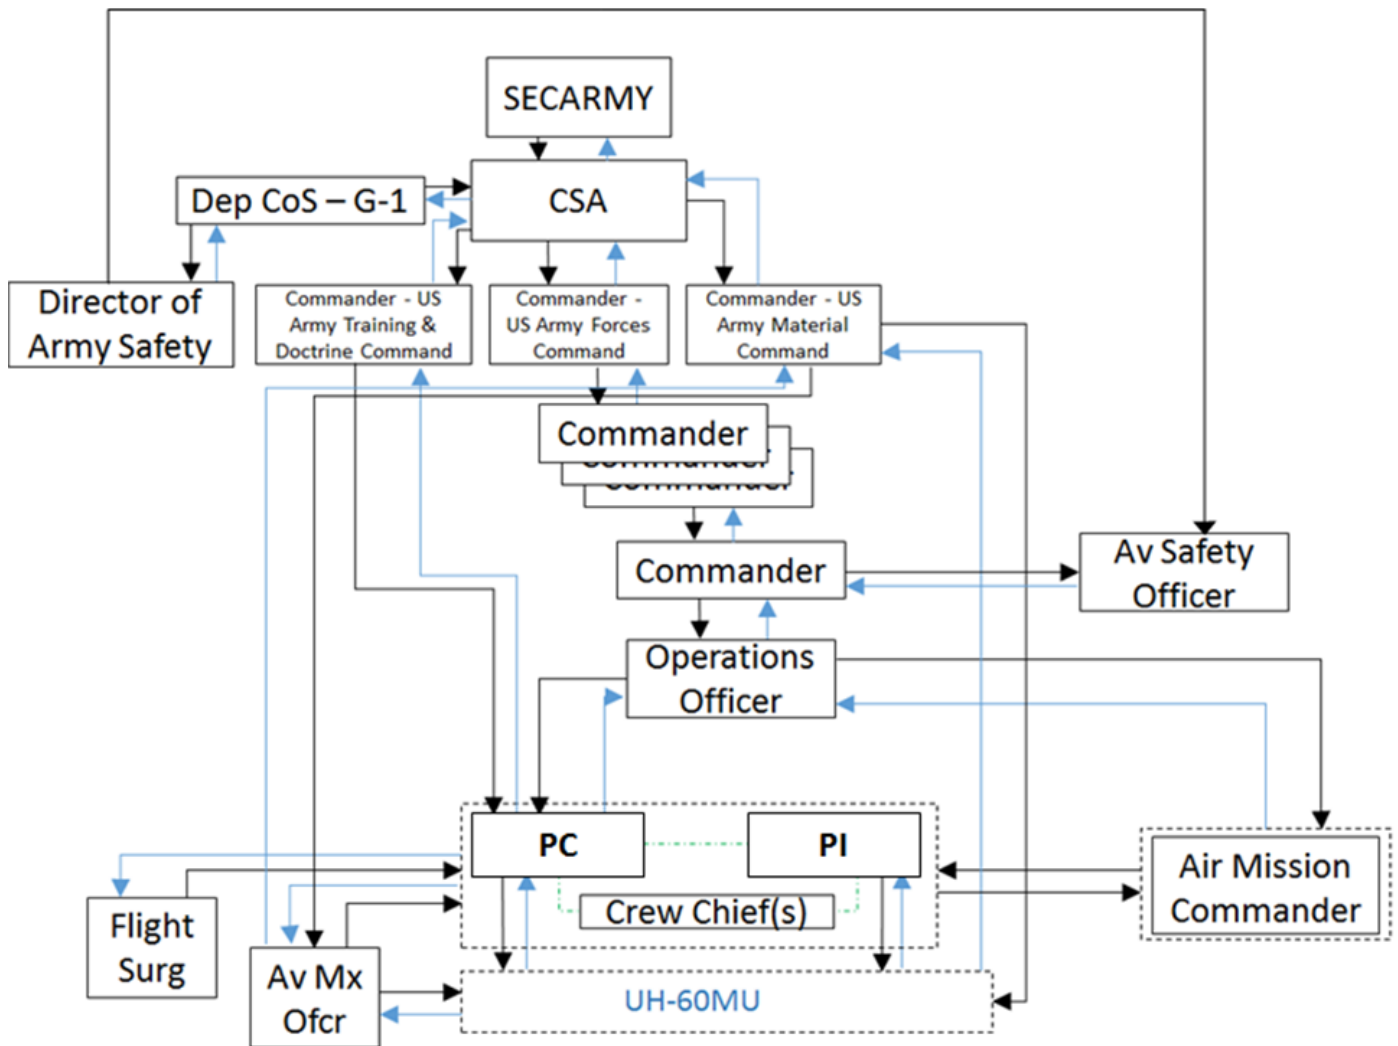 SECARMY
Dep CoS – G-1
CSA
Director of
Army Safety
Commander - US
Army Training &
Doctrine Command
Commander -
US Army Forces
Command
Commander - US
Army Material
Command
Commander
Commander
Commander
Commander
Av Safety
Officer
Operations
Officer
PC
PI
Crew Chief(s)
Air Mission
Commander
Flight
Surg
Av Mx
Ofcr
UH-60MU